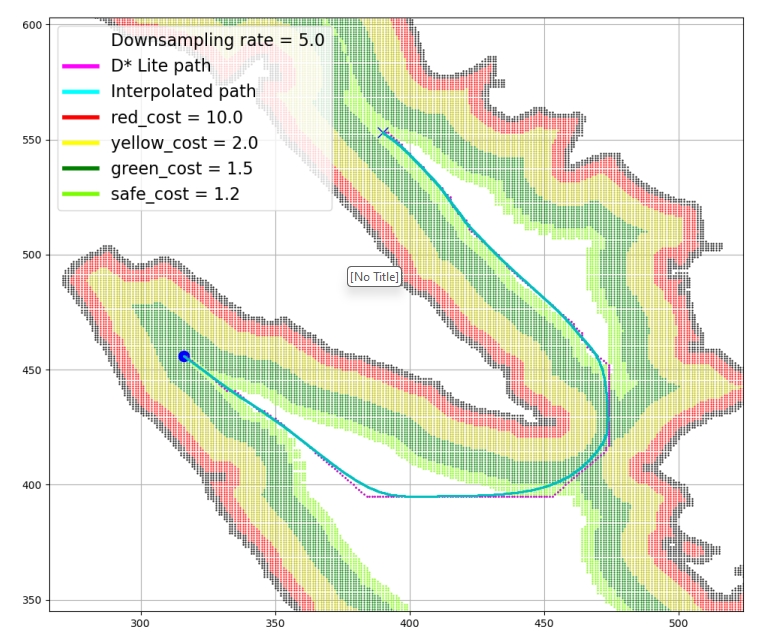 600
550
500
450
400
350
Downsampling rate = 5.0
D* Lite path
Interpolated path
red_cost = 10.0
yellow_cost = 2.0
green_cost = 1.5
safe_cost = 1.2
[No Title]
300
350
400
450
500